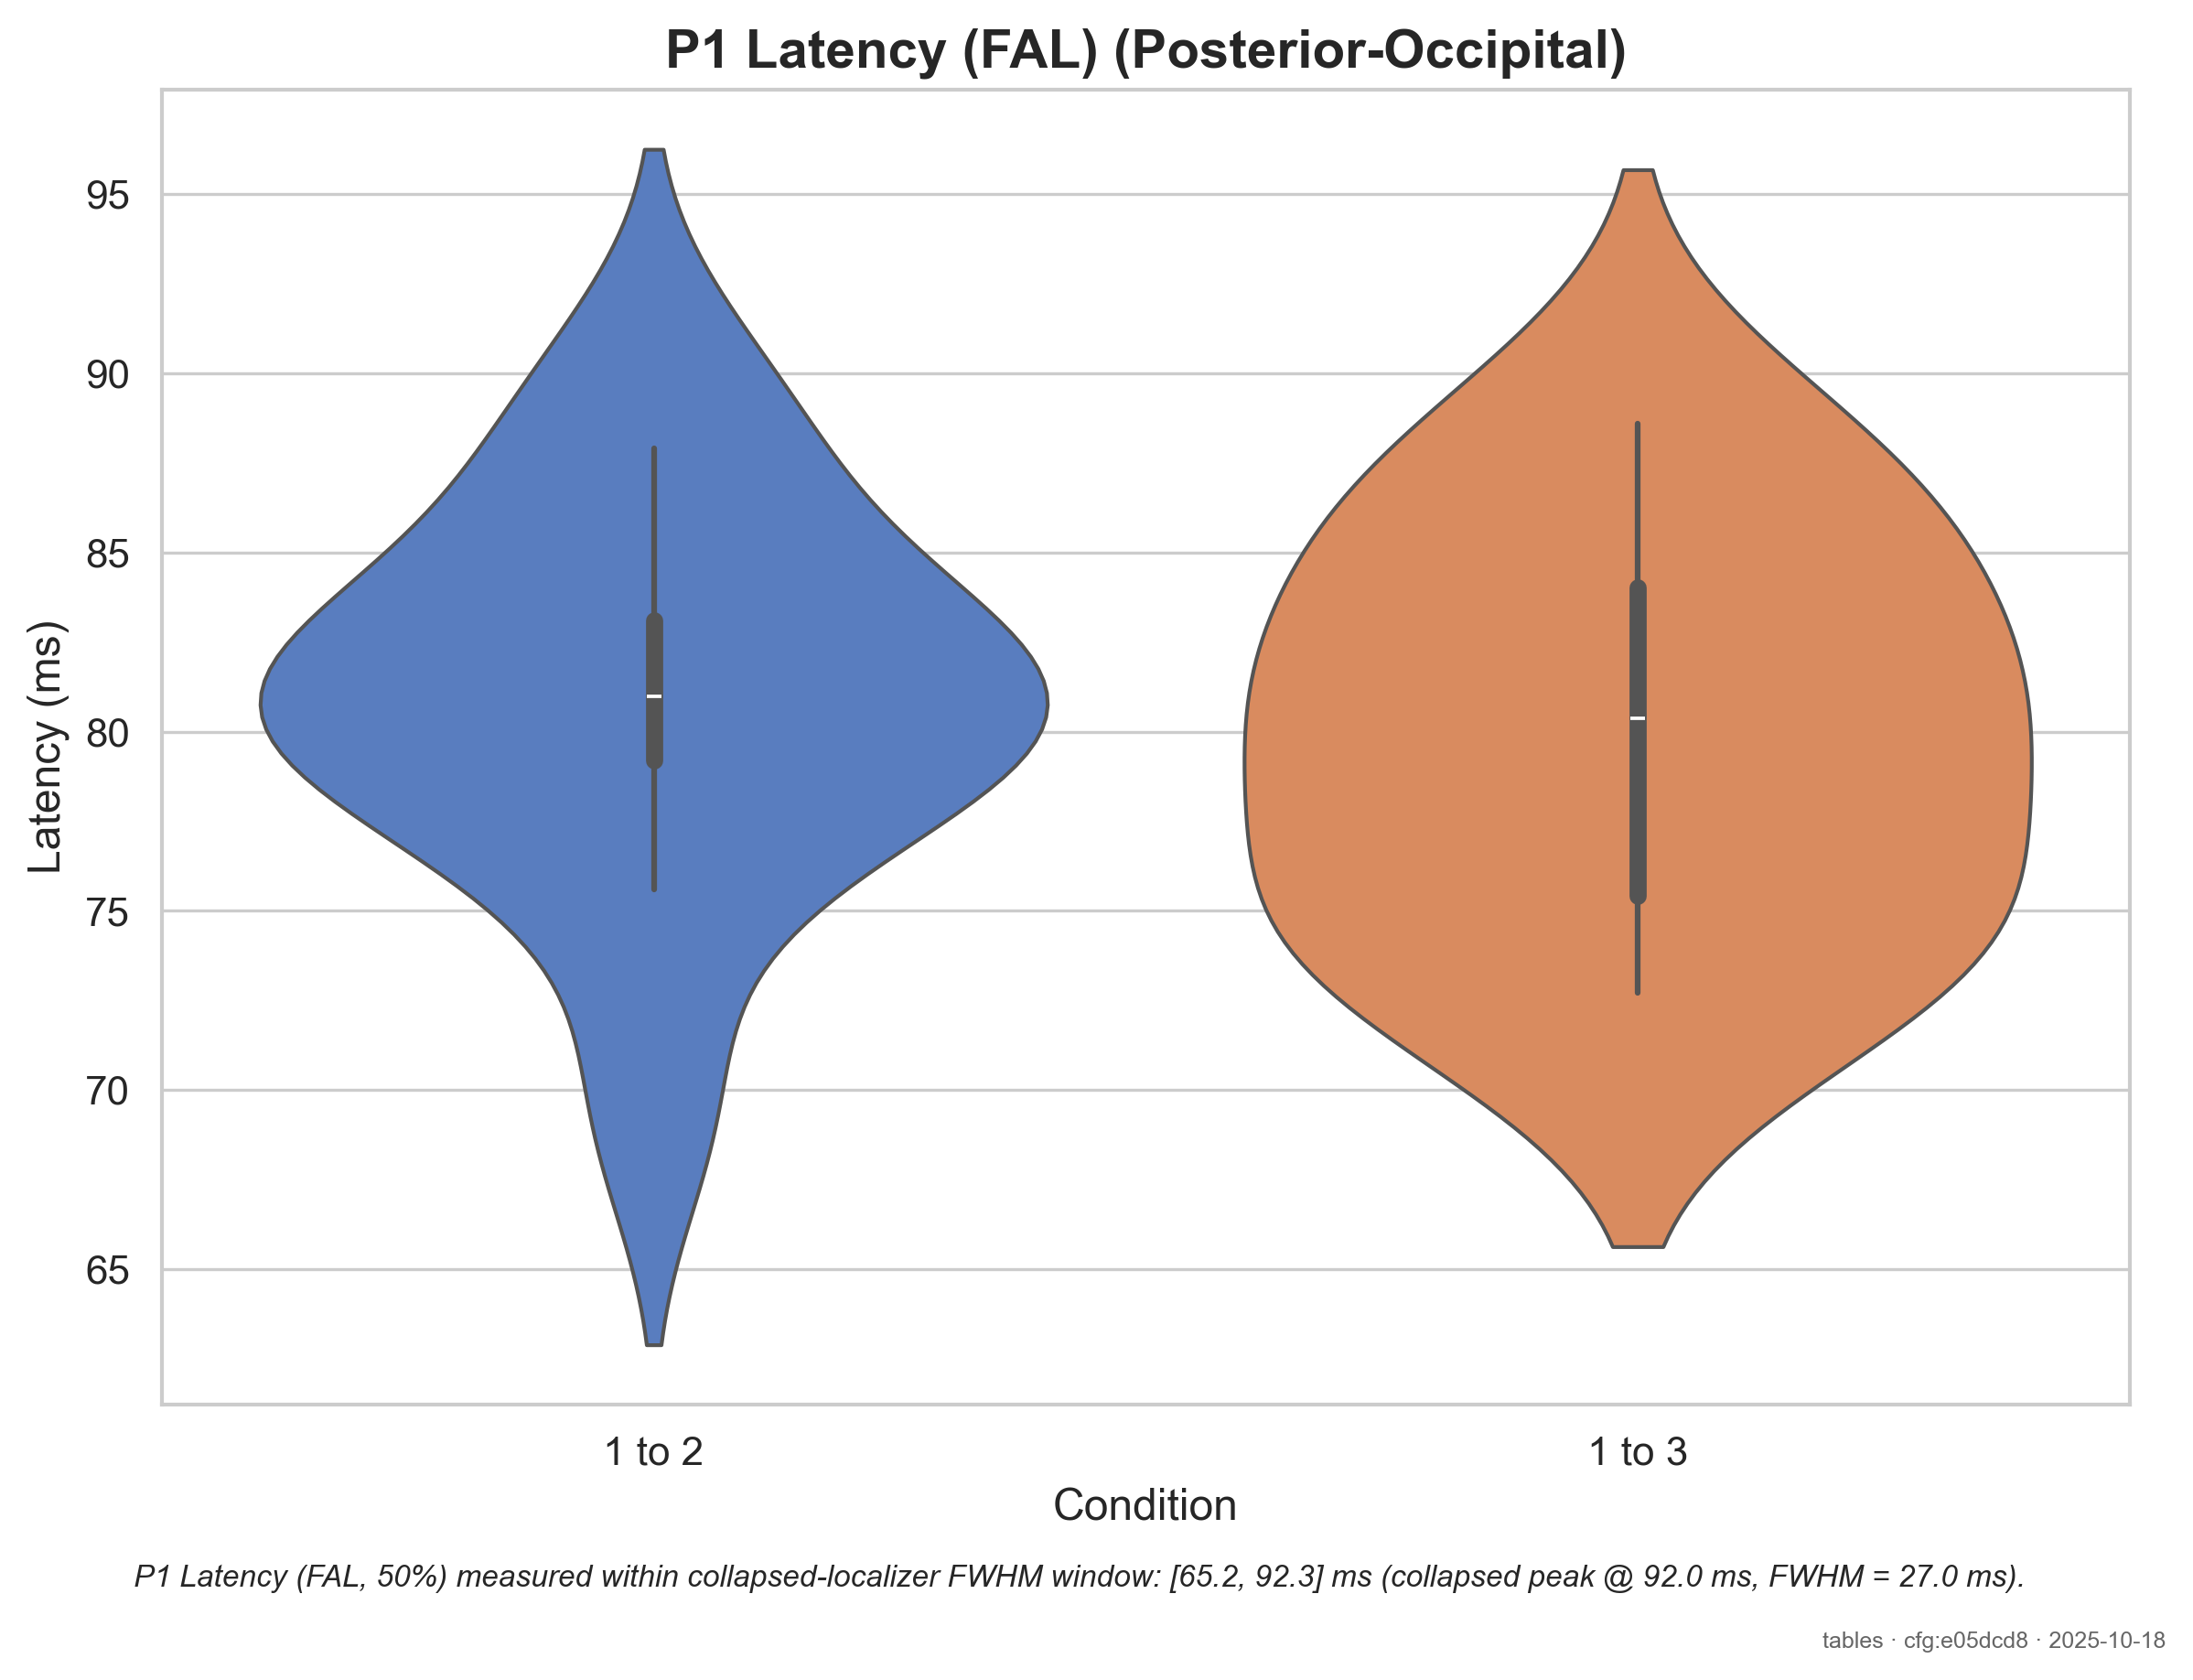 P1 Latency (FAL) (Posterior-Occipital)
Latency (ms)
95
90
85
80
75
70
65
1 to 2
1 to 3
Condition
P1 Latency (FAL, 50%) measured within collapsed-localizer FWHM window: [65.2, 92.3] ms (collapsed peak @ 92.0 ms, FWHM = 27.0 ms).
tables · cfg:e05dcd8 · 2025-10-18